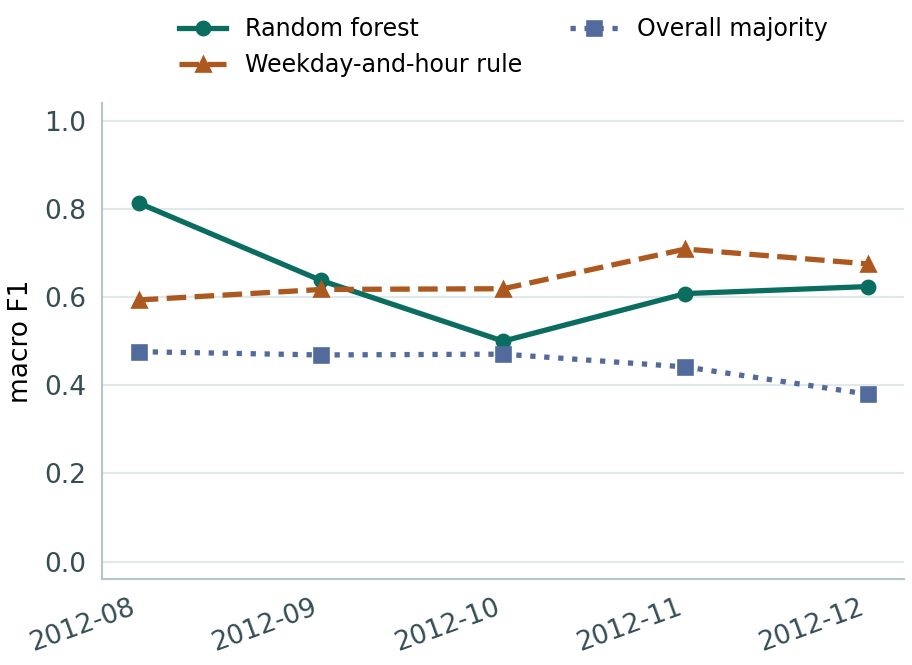 Random forest
Overall majority
Weekday-and-hour rule
macro F1
1.0
0.8
0.6
0.4
0.2
0.0
2012-08
2012-09
2012-10
2012-11
2012-12